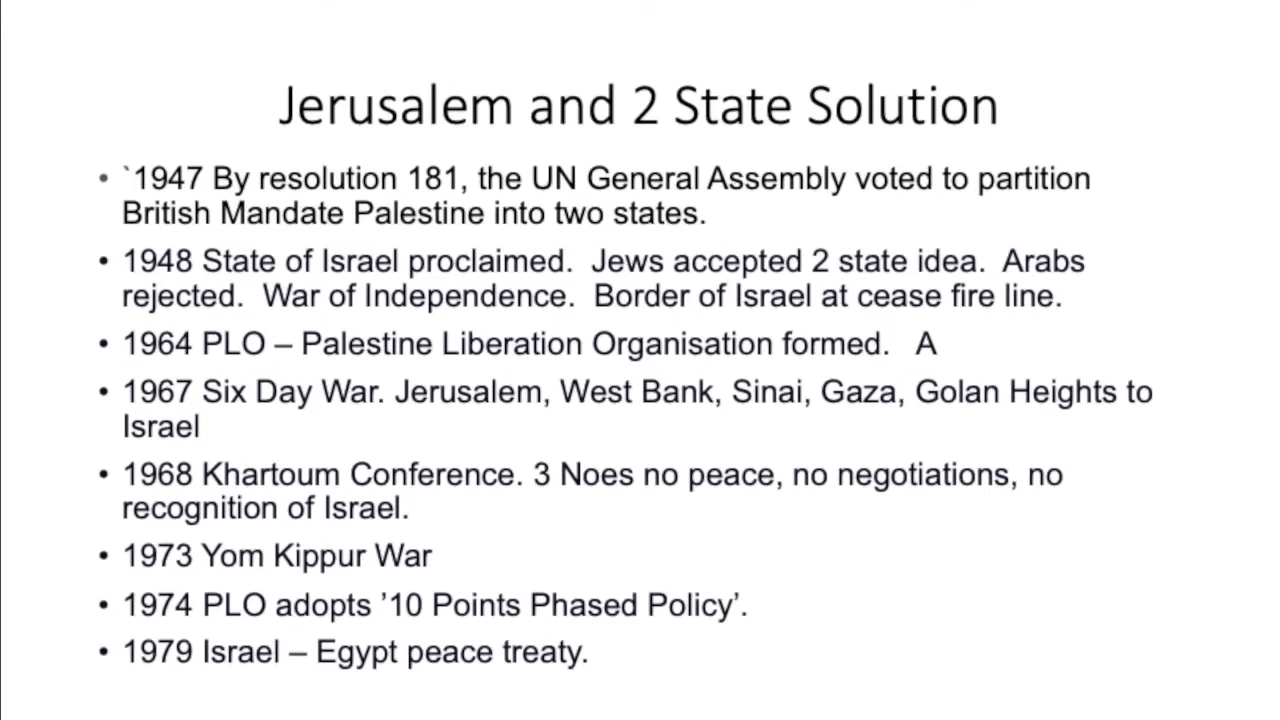 Jerusalem and 2 State Solution
• `1947 By resolution 181, the UN General Assembly voted to partition
British Mandate Palestine into two states.
• 1948 State of Israel proclaimed.  Jews accepted 2 state idea.  Arabs
rejected.  War of Independence.  Border of Israel at cease fire line.
• 1964 PLO – Palestine Liberation Organisation formed.   A
• 1967 Six Day War. Jerusalem, West Bank, Sinai, Gaza, Golan Heights to
Israel
• 1968 Khartoum Conference. 3 Noes no peace, no negotiations, no
recognition of Israel.
• 1973 Yom Kippur War
• 1974 PLO adopts ’10 Points Phased Policy’.
• 1979 Israel – Egypt peace treaty.